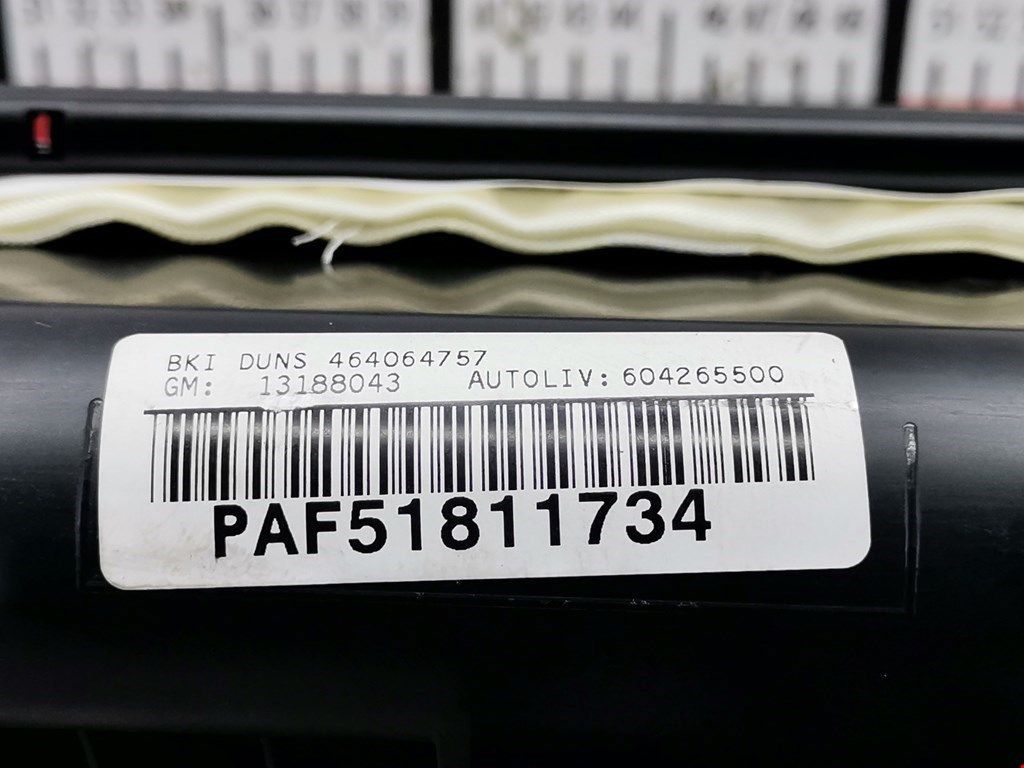 BKI DUNS 464064757
GM: 13188043 AUTOLIV: 604265500
PAF51811734